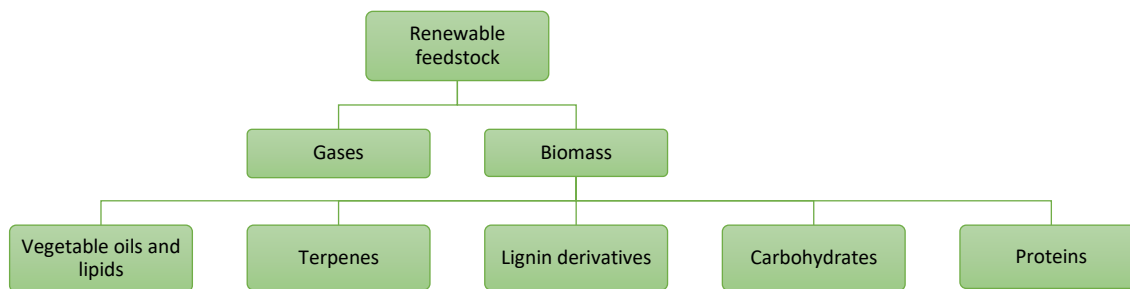 Renewable
feedstock
Gases
Biomass
Vegetable oils and
lipids
Terpenes
Lignin derivatives
Carbohydrates
Proteins